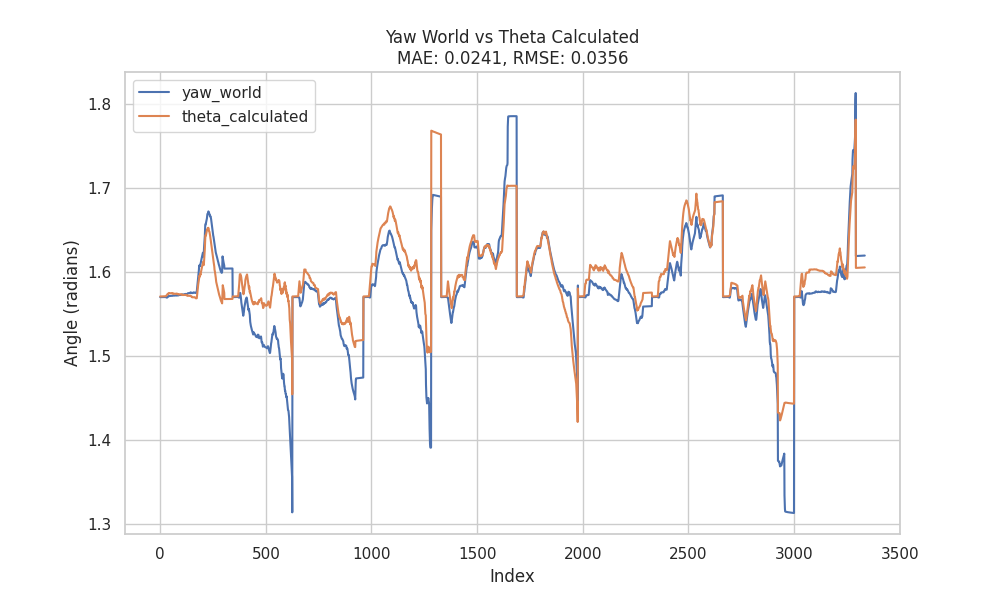 Yaw World vs Theta Calculated
MAE: 0.0241, RMSE: 0.0356
yaw_world
theta_calculated
Angle (radians)
1.8
1.7
1.6
1.5
1.4
1.3
0 500 1000 1500 2000 2500 3000 3500
Index